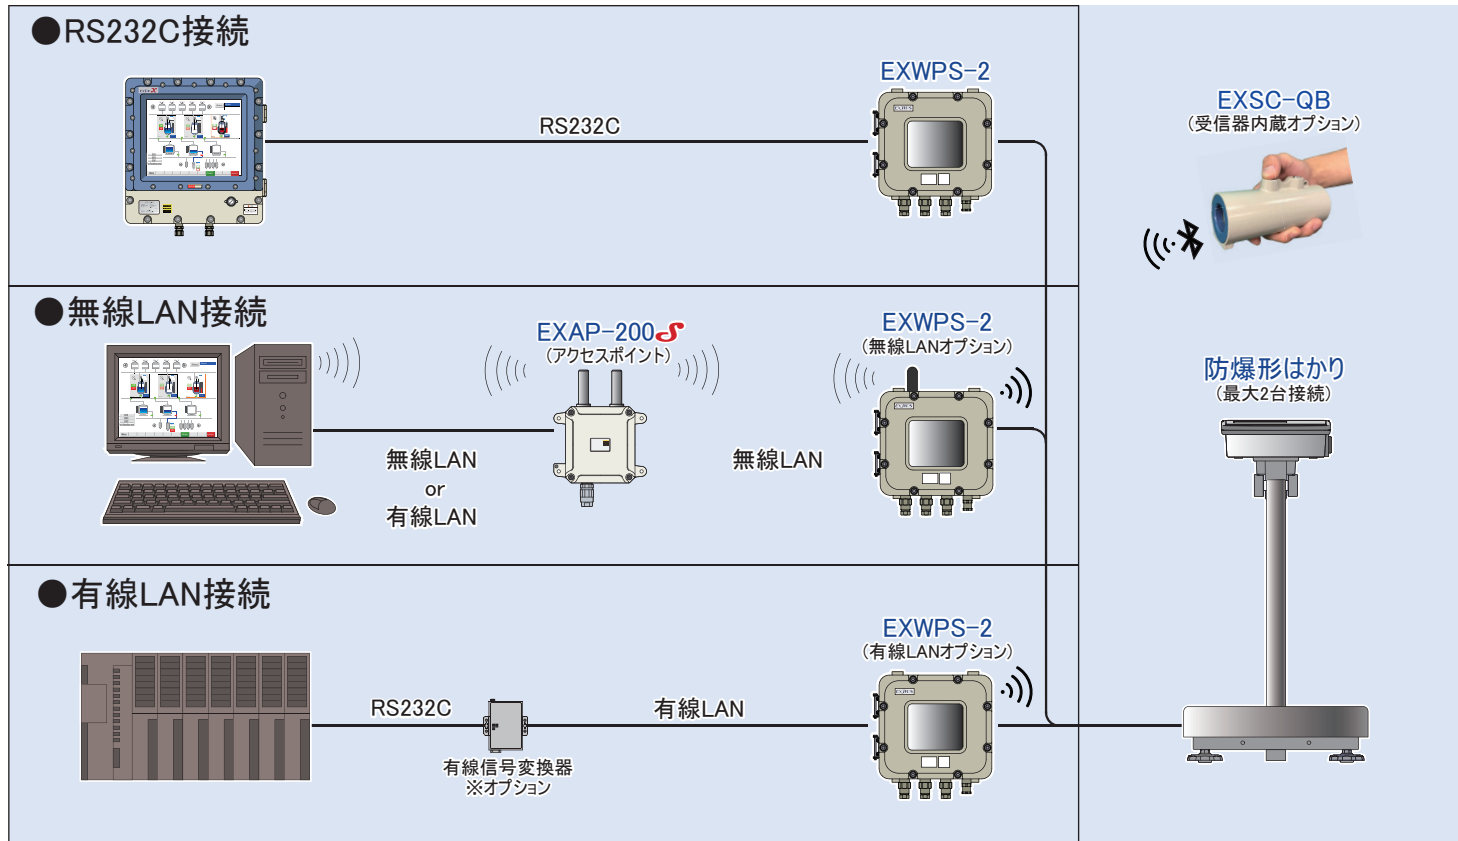 ●RS232C接続
RS232C
EXWPS-2
●無線LAN接続
無線LAN
or
有線LAN
EXAP-200S
(アクセスポイント)
無線LAN
EXWPS-2
(無線LANオプション)
●有線LAN接続
RS232C
有線信号変換器
※オプション
有線LAN
EXWPS-2
(有線LANオプション)
EXSC-QB
(受信器内蔵オプション)
防爆形はかり
(最大2台接続)